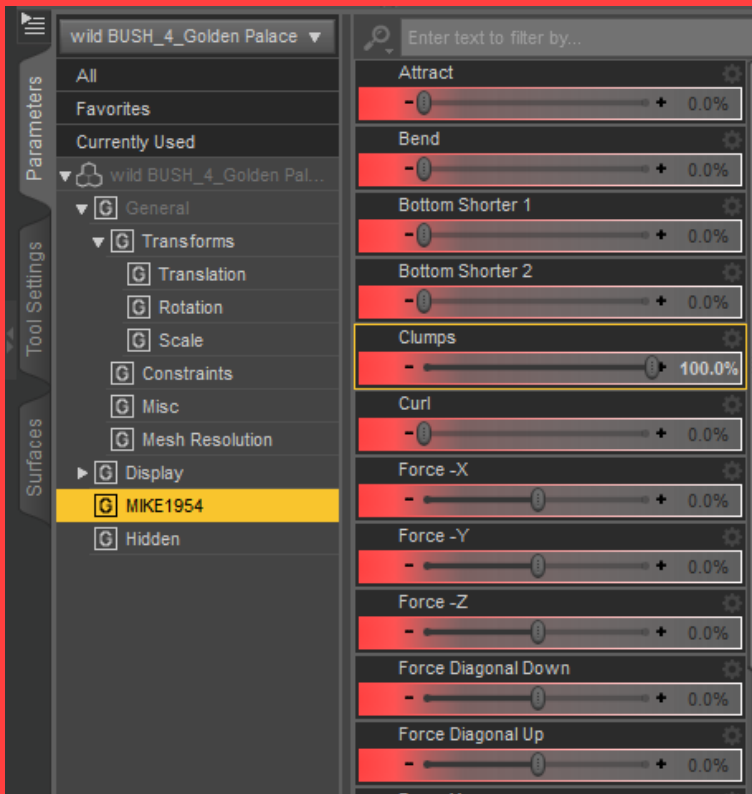 wild BUSH_4_Golden Palace
Enter text to filter by...
Parameters
Tool Settings
Surfaces
All
Favorites
Currently Used
wild BUSH_4_Golden Pal...
G General
G Transforms
G Translation
G Rotation
G Scale
G Constraints
G Misc
G Mesh Resolution
G Display
G MIKE1954
G Hidden
Attract
- + 0.0%
Bend
- + 0.0%
Bottom Shorter 1
- + 0.0%
Bottom Shorter 2
- + 0.0%
Clumps
- + 100.0%
Curl
- + 0.0%
Force -X
- + 0.0%
Force -Y
- + 0.0%
Force -Z
- + 0.0%
Force Diagonal Down
- + 0.0%
Force Diagonal Up
- + 0.0%